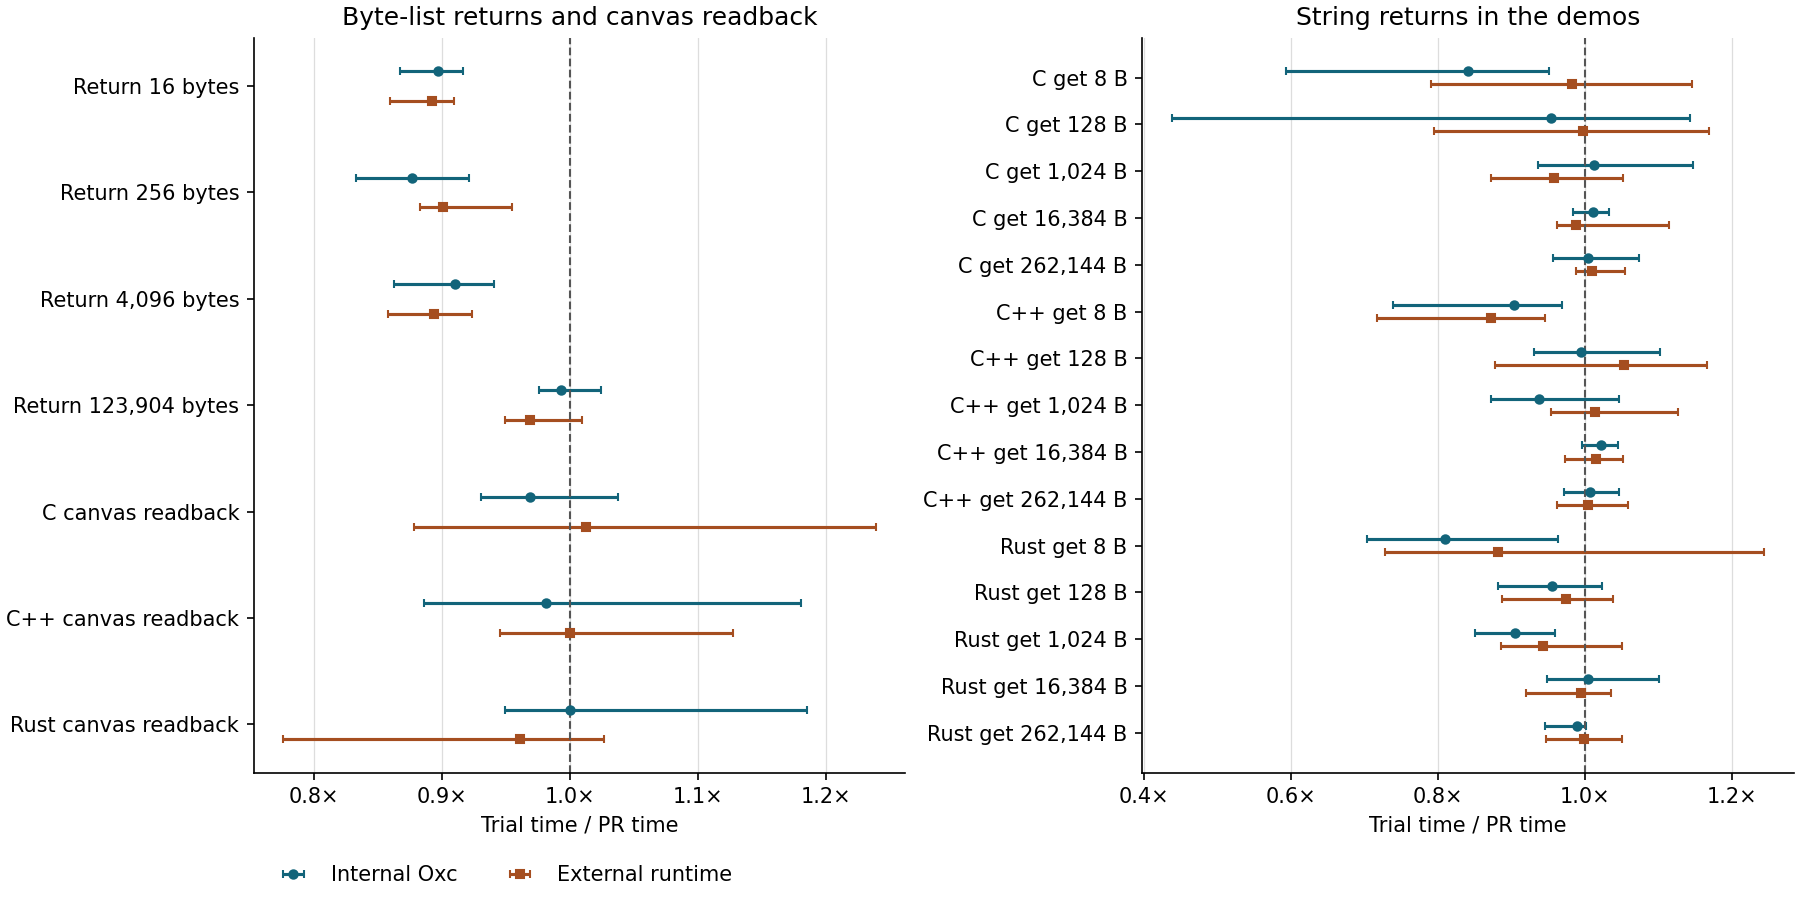 Byte-list returns and canvas readback
Return 16 bytes
Return 256 bytes
Return 4,096 bytes
Return 123,904 bytes
C canvas readback
C++ canvas readback
Rust canvas readback
0.8× 0.9× 1.0× 1.1× 1.2×
Trial time / PR time
Internal Oxc External runtime
String returns in the demos
C get 8 B
C get 128 B
C get 1,024 B
C get 16,384 B
C get 262,144 B
C++ get 8 B
C++ get 128 B
C++ get 1,024 B
C++ get 16,384 B
C++ get 262,144 B
Rust get 8 B
Rust get 128 B
Rust get 1,024 B
Rust get 16,384 B
Rust get 262,144 B
0.4× 0.6× 0.8× 1.0× 1.2×
Trial time / PR time